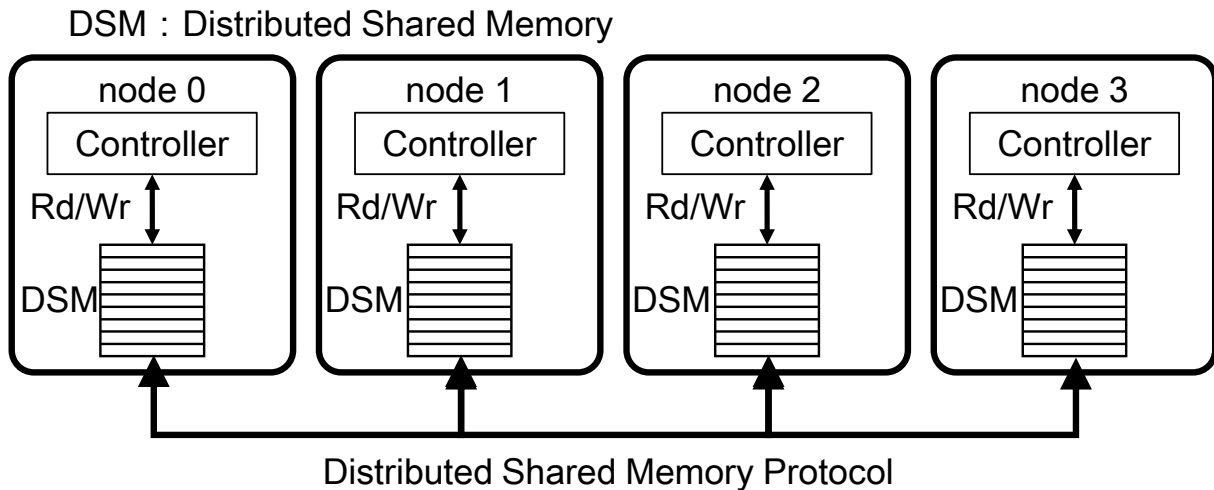 DSM：Distributed Shared Memory
node 0 node 1 node 2 node 3
Controller Controller Controller Controller
Rd/Wr Rd/Wr Rd/Wr Rd/Wr
DSM DSM DSM DSM
Distributed Shared Memory Protocol